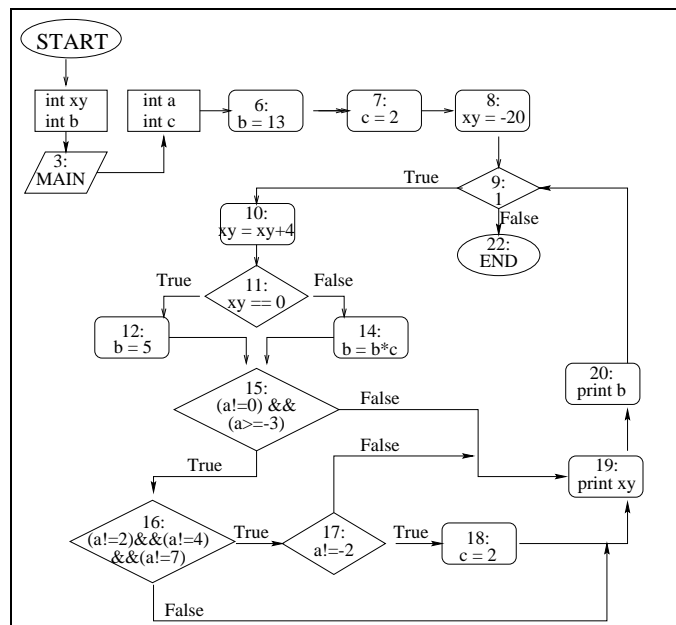 START
int xy
int b
3:
MAIN
int a
int c
6:
b = 13
7:
c = 2
8:
xy = -20
9:
1
True
False
22:
END
10:
xy = xy+4
11:
xy == 0
True
False
12:
b = 5
14:
b = b*c
15:
(a!=0) &&
(a>=-3)
False
True
20:
print b
19:
print xy
False
16:
(a!=2)&&(a!=4)
&&(a!=7)
True
17:
a!=-2
True
18:
c = 2
False